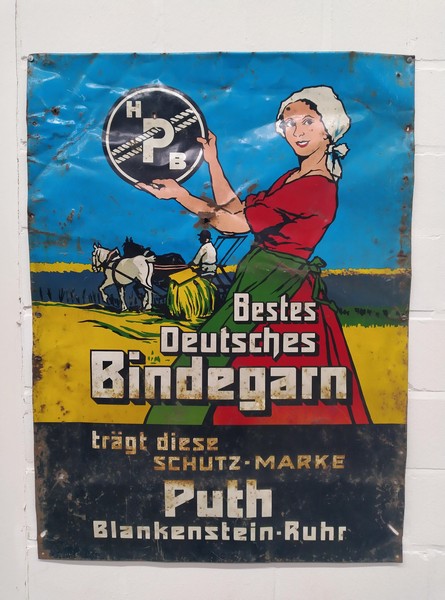 H
P
B
Bestes
Deutsches
Bindegarn
trägt diese
SCHUTZ-MARKE
Puth
Blankenstein-Ruhr